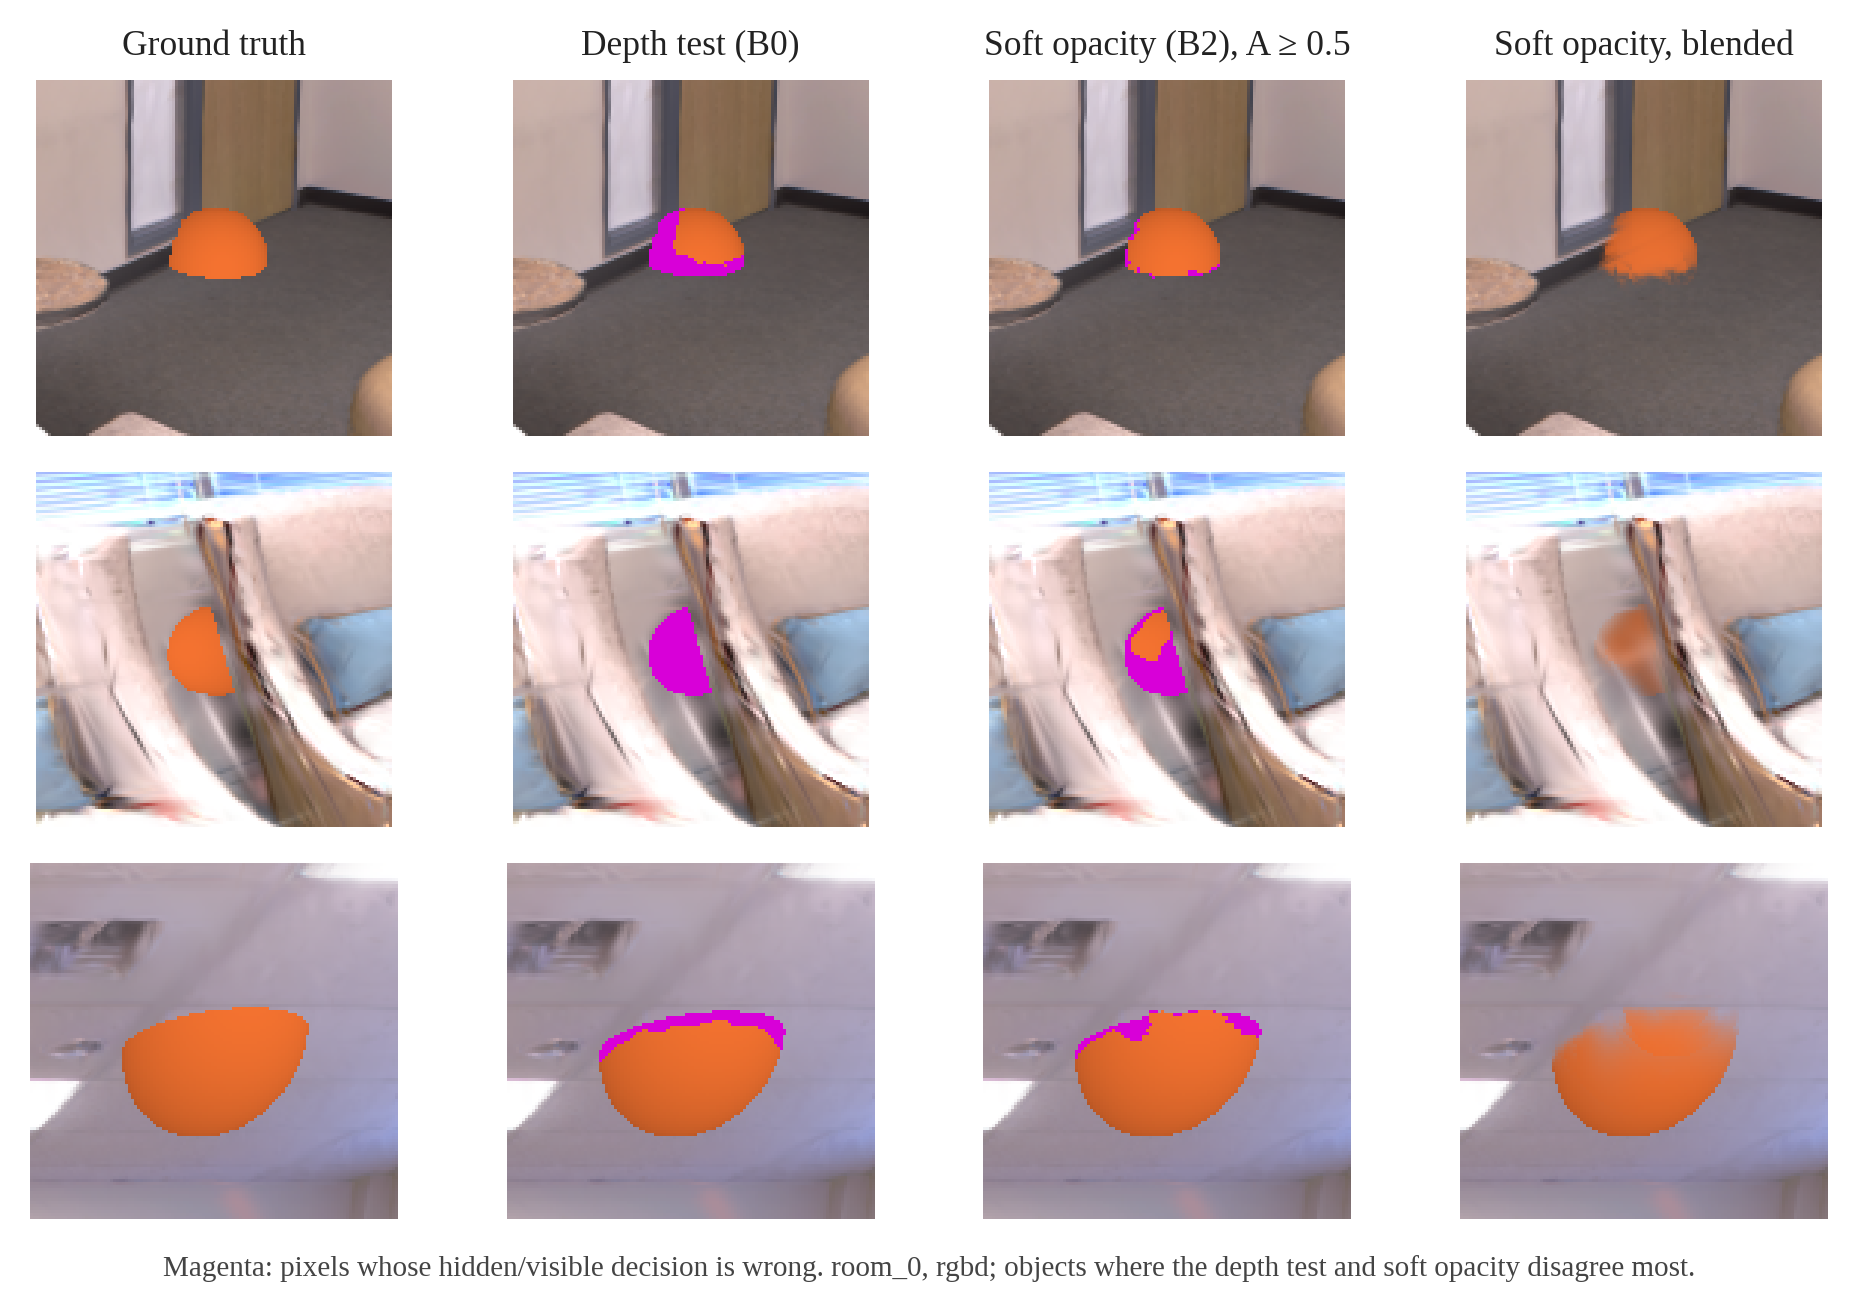 Ground truth
Depth test (B0)
Soft opacity (B2), A ≥ 0.5
Soft opacity, blended
Magenta: pixels whose hidden/visible decision is wrong. room_0, rgbd; objects where the depth test and soft opacity disagree most.